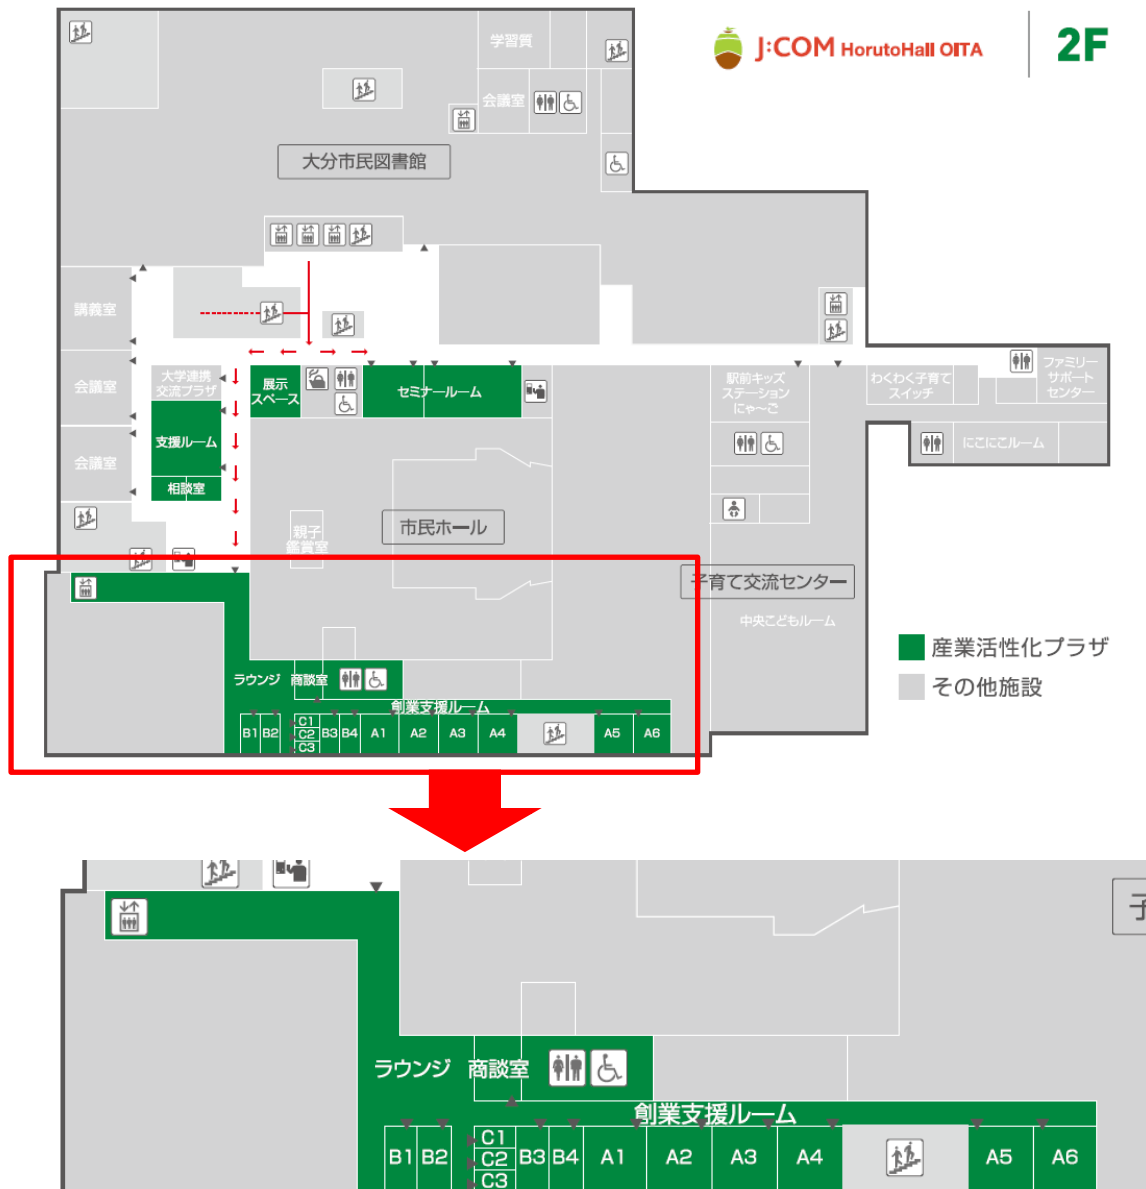 J:COM HorutoHall OITA
2F
学習質
会議室
大分市民図書館
講義室
会議室
会議室
大学連携
交流プラザ
支援ルーム
相談室
展示
スペース
セミナールーム
駅前キッズ
ステーション
にゃ〜ご
わくわく子育て
スイッチ
ファミリー
サポート
センター
にこにこルーム
市民ホール
親子
鑑賞室
子育て交流センター
中央こどもルーム
産業活性化プラザ
その他施設
ラウンジ
商談室
創業支援ルーム
B1
B2
C1
C2
C3
B3
B4
A1
A2
A3
A4
A5
A6
子
ラウンジ
商談室
創業支援ルーム
B1
B2
C1
C2
C3
B3
B4
A1
A2
A3
A4
A5
A6